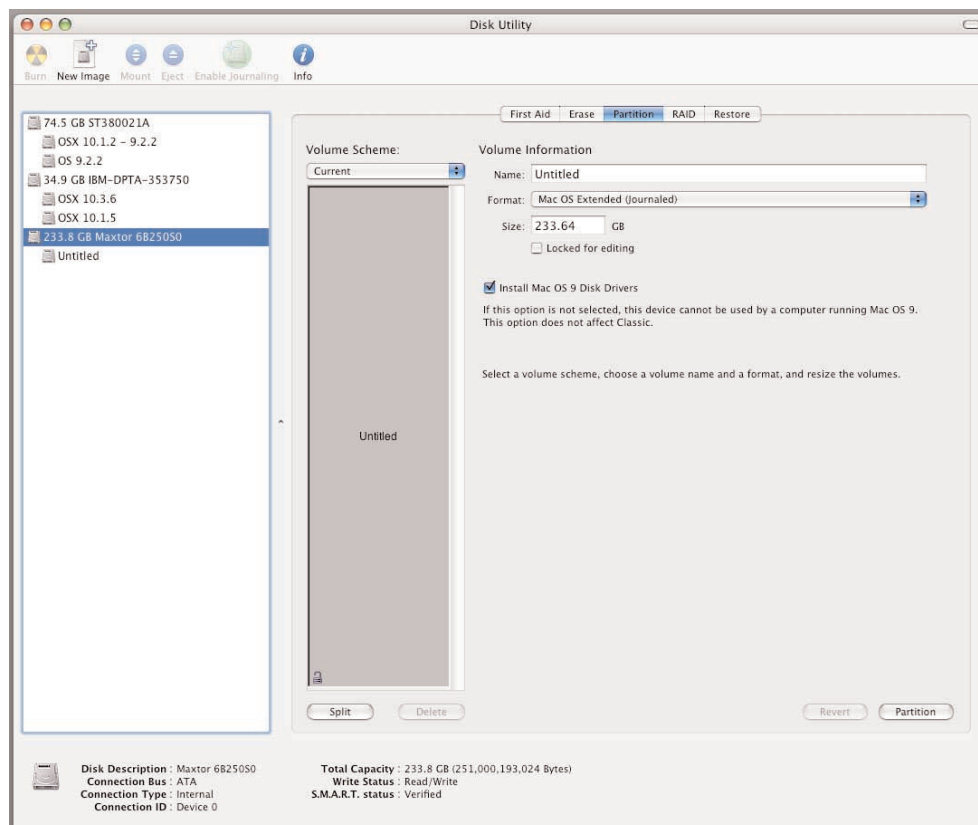 Disk Utility
Burn New Image Mount Eject Enable Journaling Info
74.5 GB ST380021A
OSX 10.1.2 – 9.2.2
OS 9.2.2
34.9 GB IBM-DPTA-353750
OSX 10.3.6
OSX 10.1.5
233.8 GB Maxtor 6B250S0
Untitled
First Aid Erase Partition RAID Restore
Volume Scheme:
Current
Untitled
Split Delete
Volume Information
Name: Untitled
Format: Mac OS Extended (Journaled)
Size: 233.64 GB
Locked for editing
Install Mac OS 9 Disk Drivers
If this option is not selected, this device cannot be used by a computer running Mac OS 9.
This option does not affect Classic.
Select a volume scheme, choose a volume name and a format, and resize the volumes.
Revert Partition
Disk Description : Maxtor 6B250S0
Connection Bus : ATA
Connection Type : Internal
Connection ID : Device 0
Total Capacity : 233.8 GB (251,000,193,024 Bytes)
Write Status : Read/Write
S.M.A.R.T. status : Verified